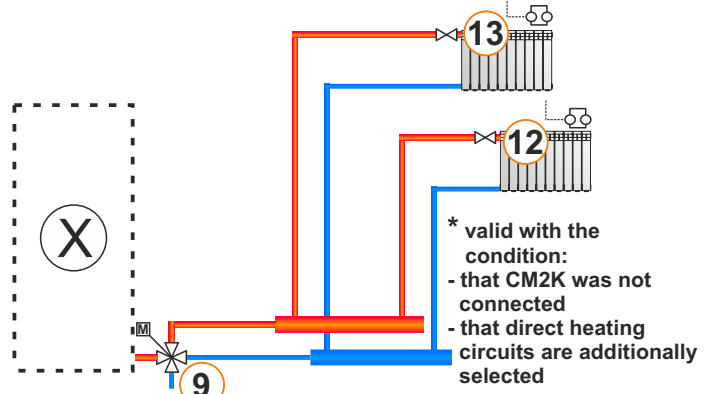 13
12
X
* valid with the
condition:
- that CM2K was not
connected
- that direct heating
circuits are additionally
selected
M
9